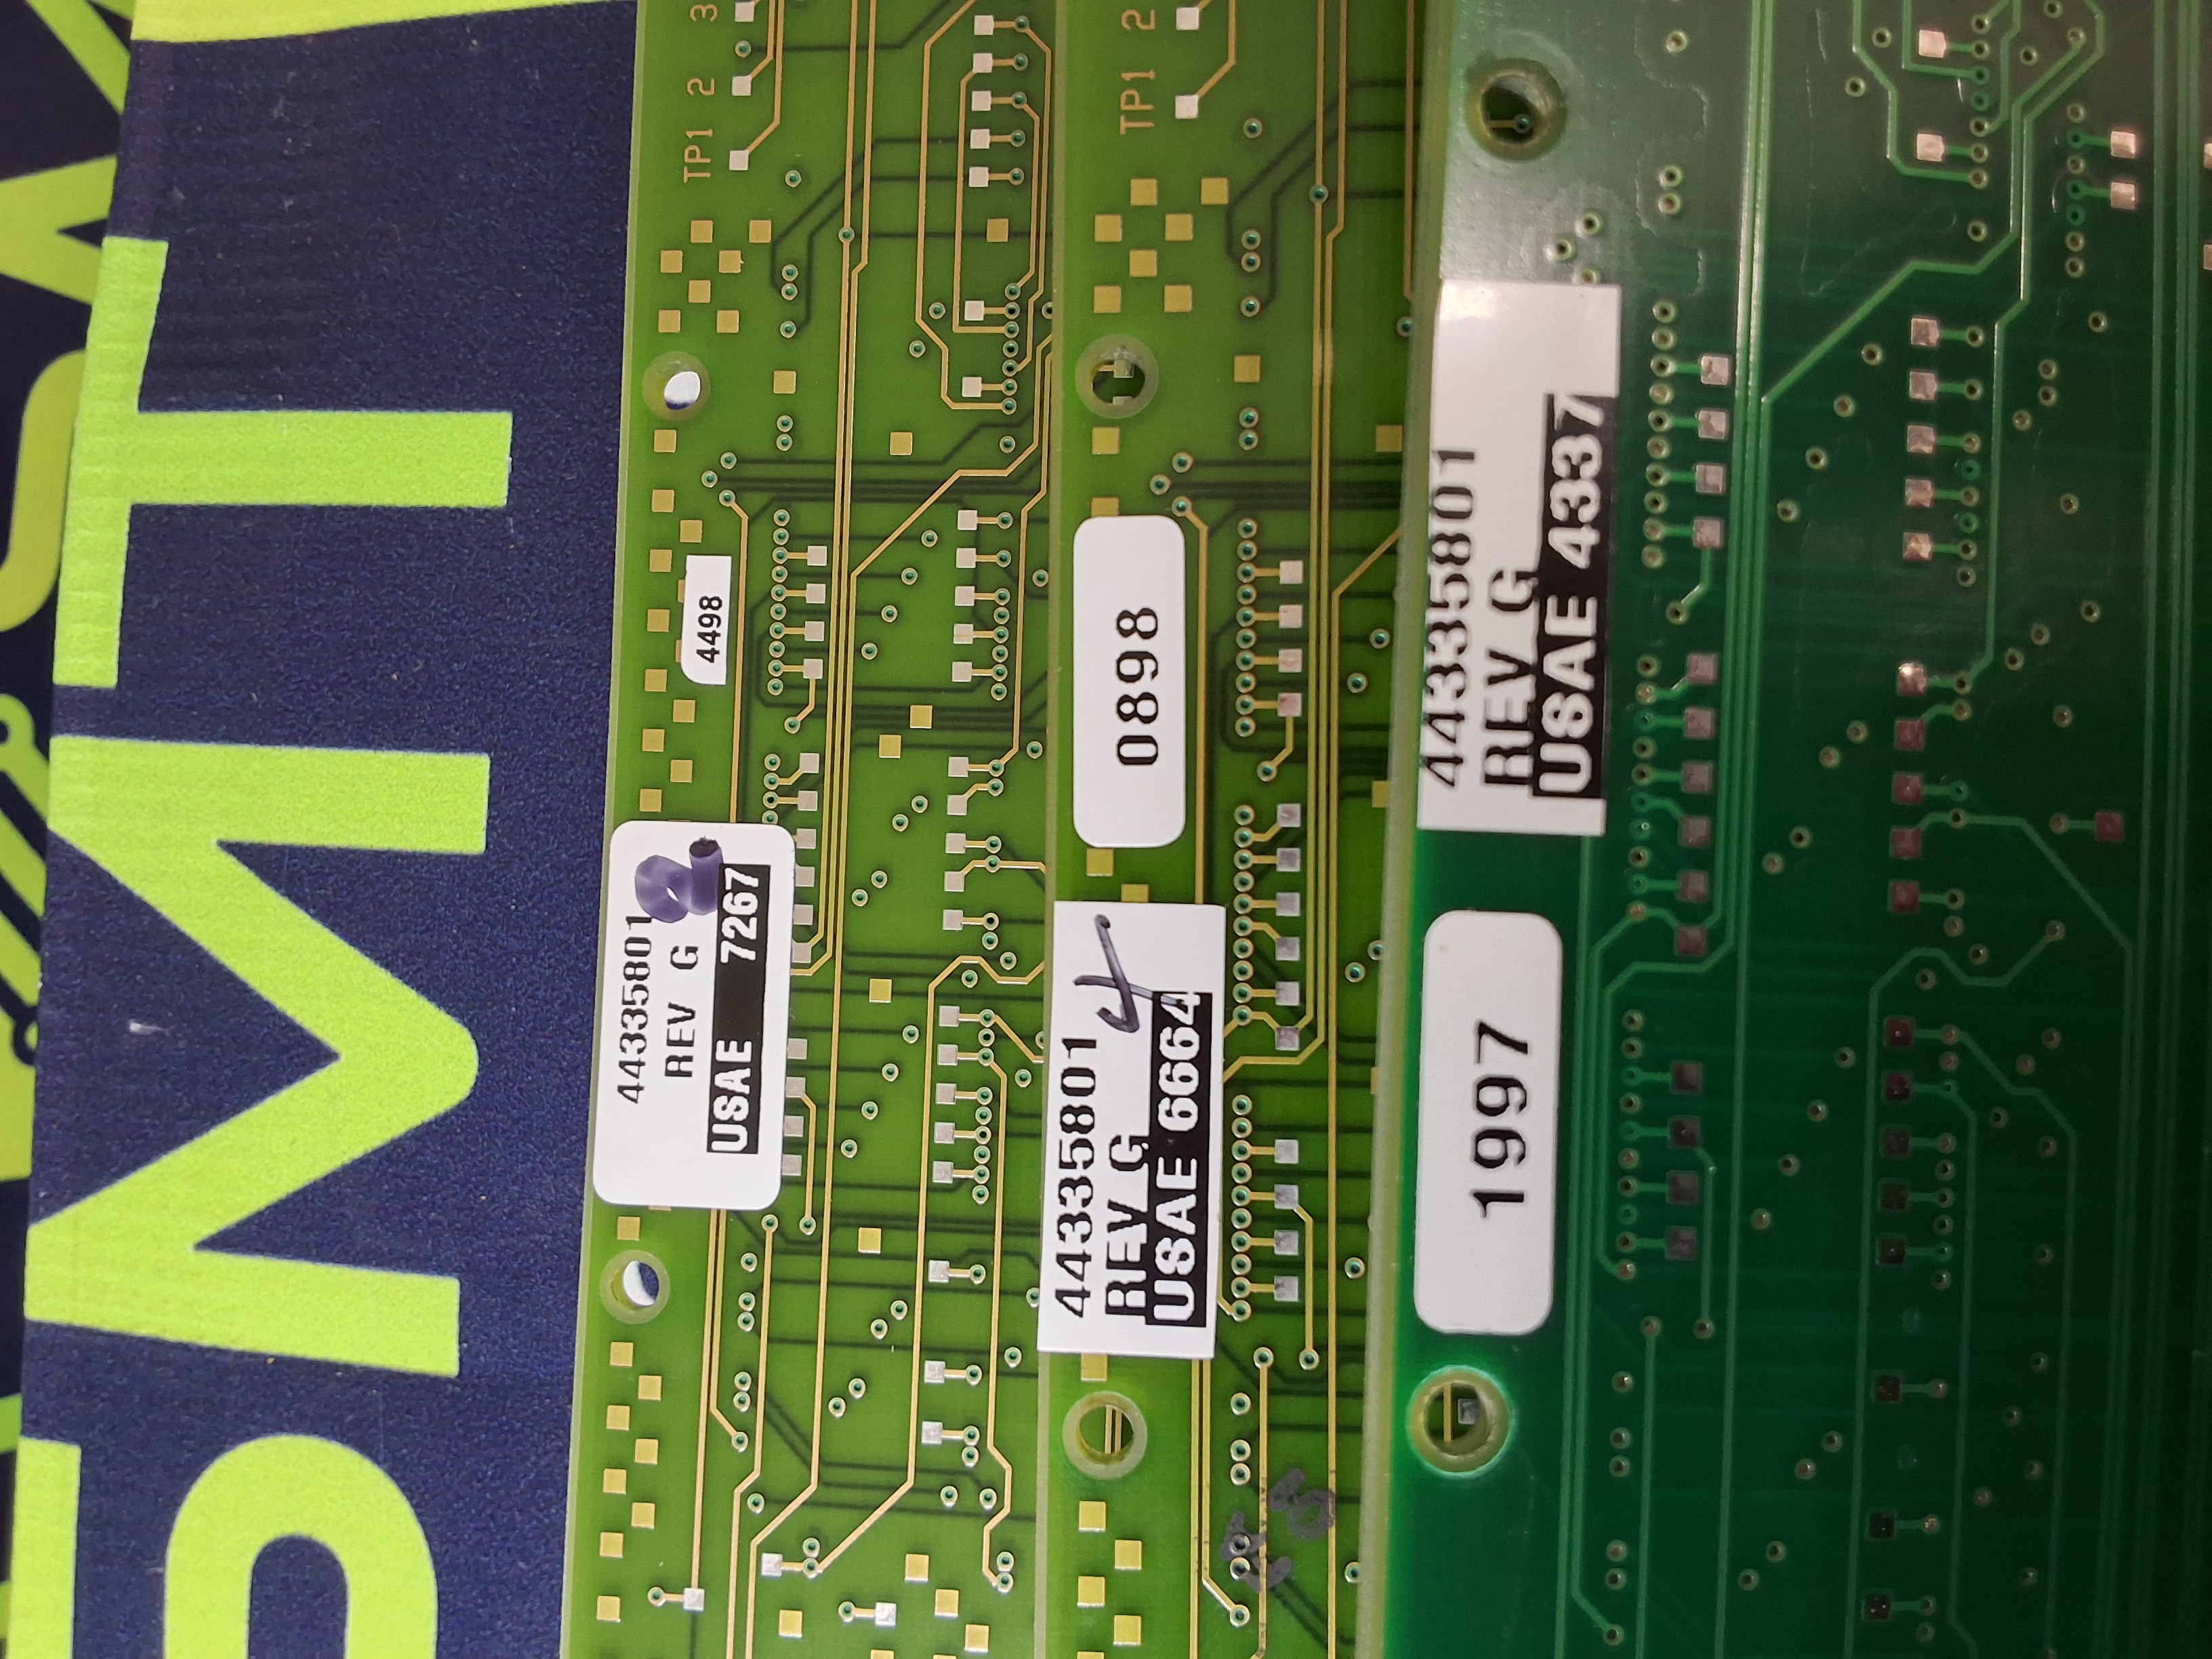 SMT
TP1 2 3
4498
44335801
REV G
USAE 7267
TP1 2
0898
44335801
REV G
USAE 6664
44335801
REV G
USAE 4337
1997